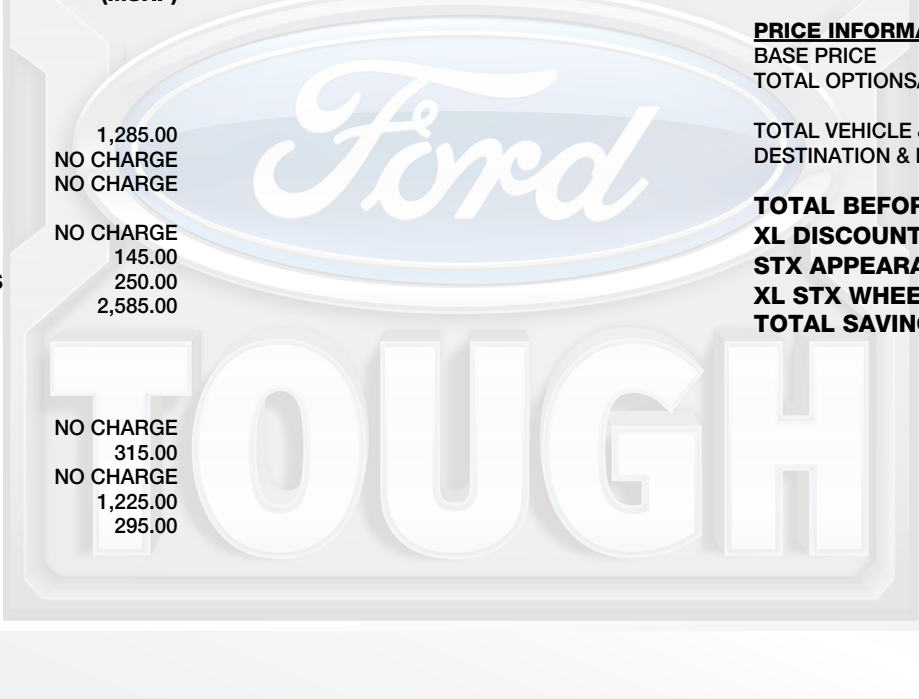 (MSRP)
1,285.00
NO CHARGE
NO CHARGE
NO CHARGE
145.00
250.00
2,585.00
NO CHARGE
315.00
NO CHARGE
1,225.00
295.00
PRICE INFORMA
BASE PRICE
TOTAL OPTIONS
TOTAL VEHICLE &
DESTINATION &
TOTAL BEFOR
XL DISCOUNT
STX APPEARA
XL STX WHEE
TOTAL SAVIN
Ford
TOUGH